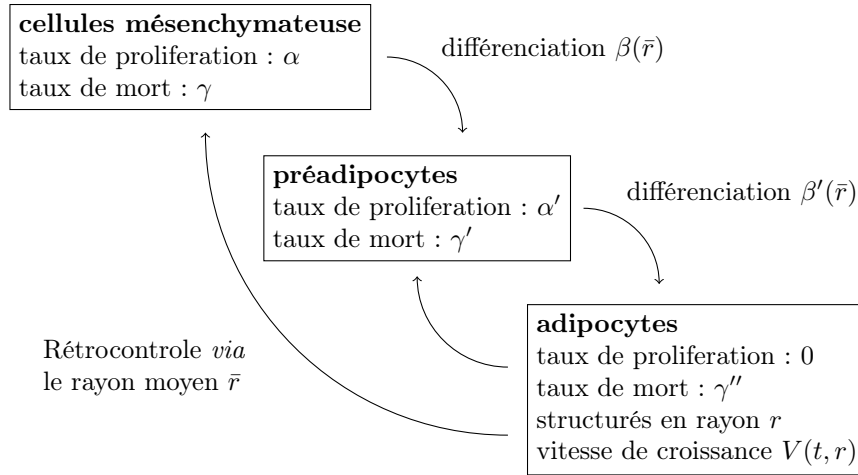 cellules mésenchymateuse
taux de proliferation : α
taux de mort : γ
différenciation β(r̄)
préadipocytes
taux de proliferation : α′
taux de mort : γ′
différenciation β′(r̄)
adipocytes
taux de proliferation : 0
taux de mort : γ′′
structurés en rayon r
vitesse de croissance V(t, r)
Rétrocontrole via
le rayon moyen r̄